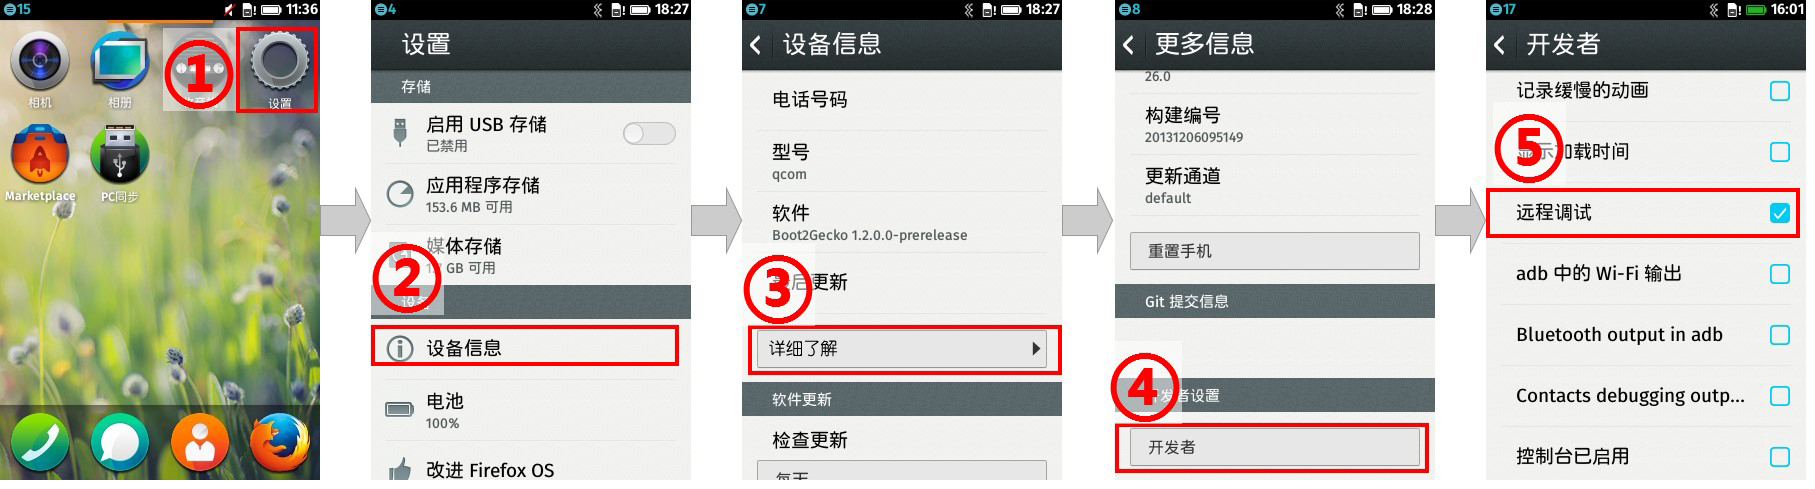 15
11:36
相机
相册
设置
Marketplace
PC同步
①
4
18:27
设置
存储
启用 USB 存储
已禁用
应用程序存储
153.6 MB 可用
媒体存储
GB 可用
②
设备信息
电池
100%
改进 Firefox OS
7
18:27
设备信息
电话号码
型号
qcom
软件
Boot2Gecko 1.2.0.0-prerelease
更新
③
详细了解
软件更新
检查更新
每天
8
18:28
更多信息
26.0
构建编号
20131206095149
更新通道
default
重置手机
Git 提交信息
④
开发者设置
开发者
17
16:01
开发者
记录缓慢的动画
⑤
显示加载时间
远程调试
adb 中的 Wi-Fi 输出
Bluetooth output in adb
Contacts debugging outp...
控制台已启用